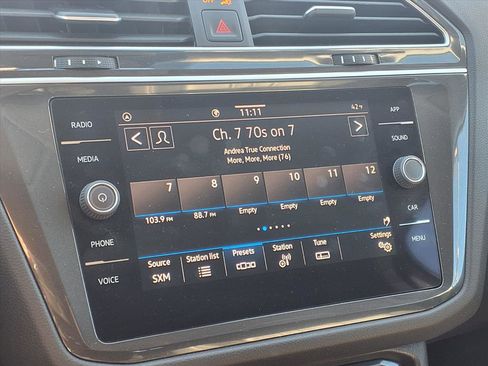 OFF
11:11
42°F
RADIO
MEDIA
PHONE
VOICE
APP
SOUND
CAR
MENU
Ch. 7 70s on 7
Andrea True Connection
More, More, More (76)
7 8 9 10 11 12
103.9 FM 88.7 FM Empty Empty Empty Empty
Source Station list Presets Station Tune Settings
SXM